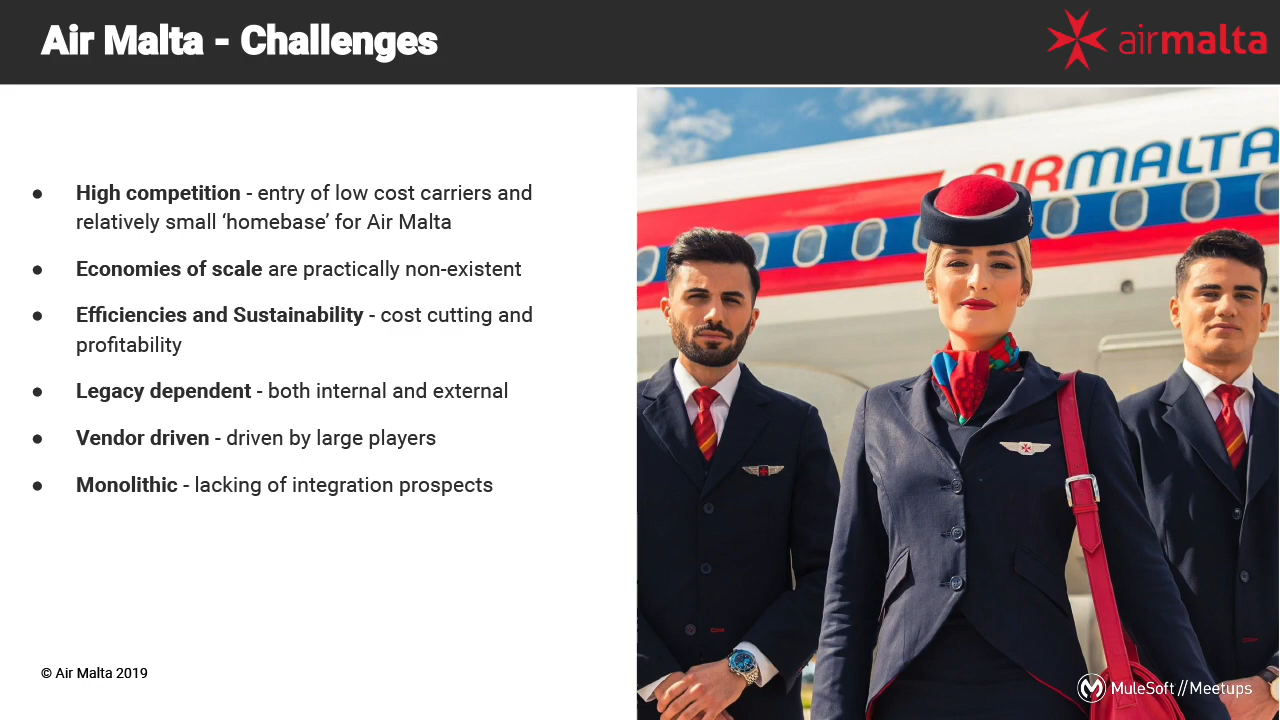 Air Malta - Challenges
airmalta
● High competition - entry of low cost carriers and
relatively small ‘homebase’ for Air Malta
● Economies of scale are practically non-existent
● Efficiencies and Sustainability - cost cutting and
profitability
● Legacy dependent - both internal and external
● Vendor driven - driven by large players
● Monolithic - lacking of integration prospects
AIRMALTA
© Air Malta 2019
MuleSoft // Meetups